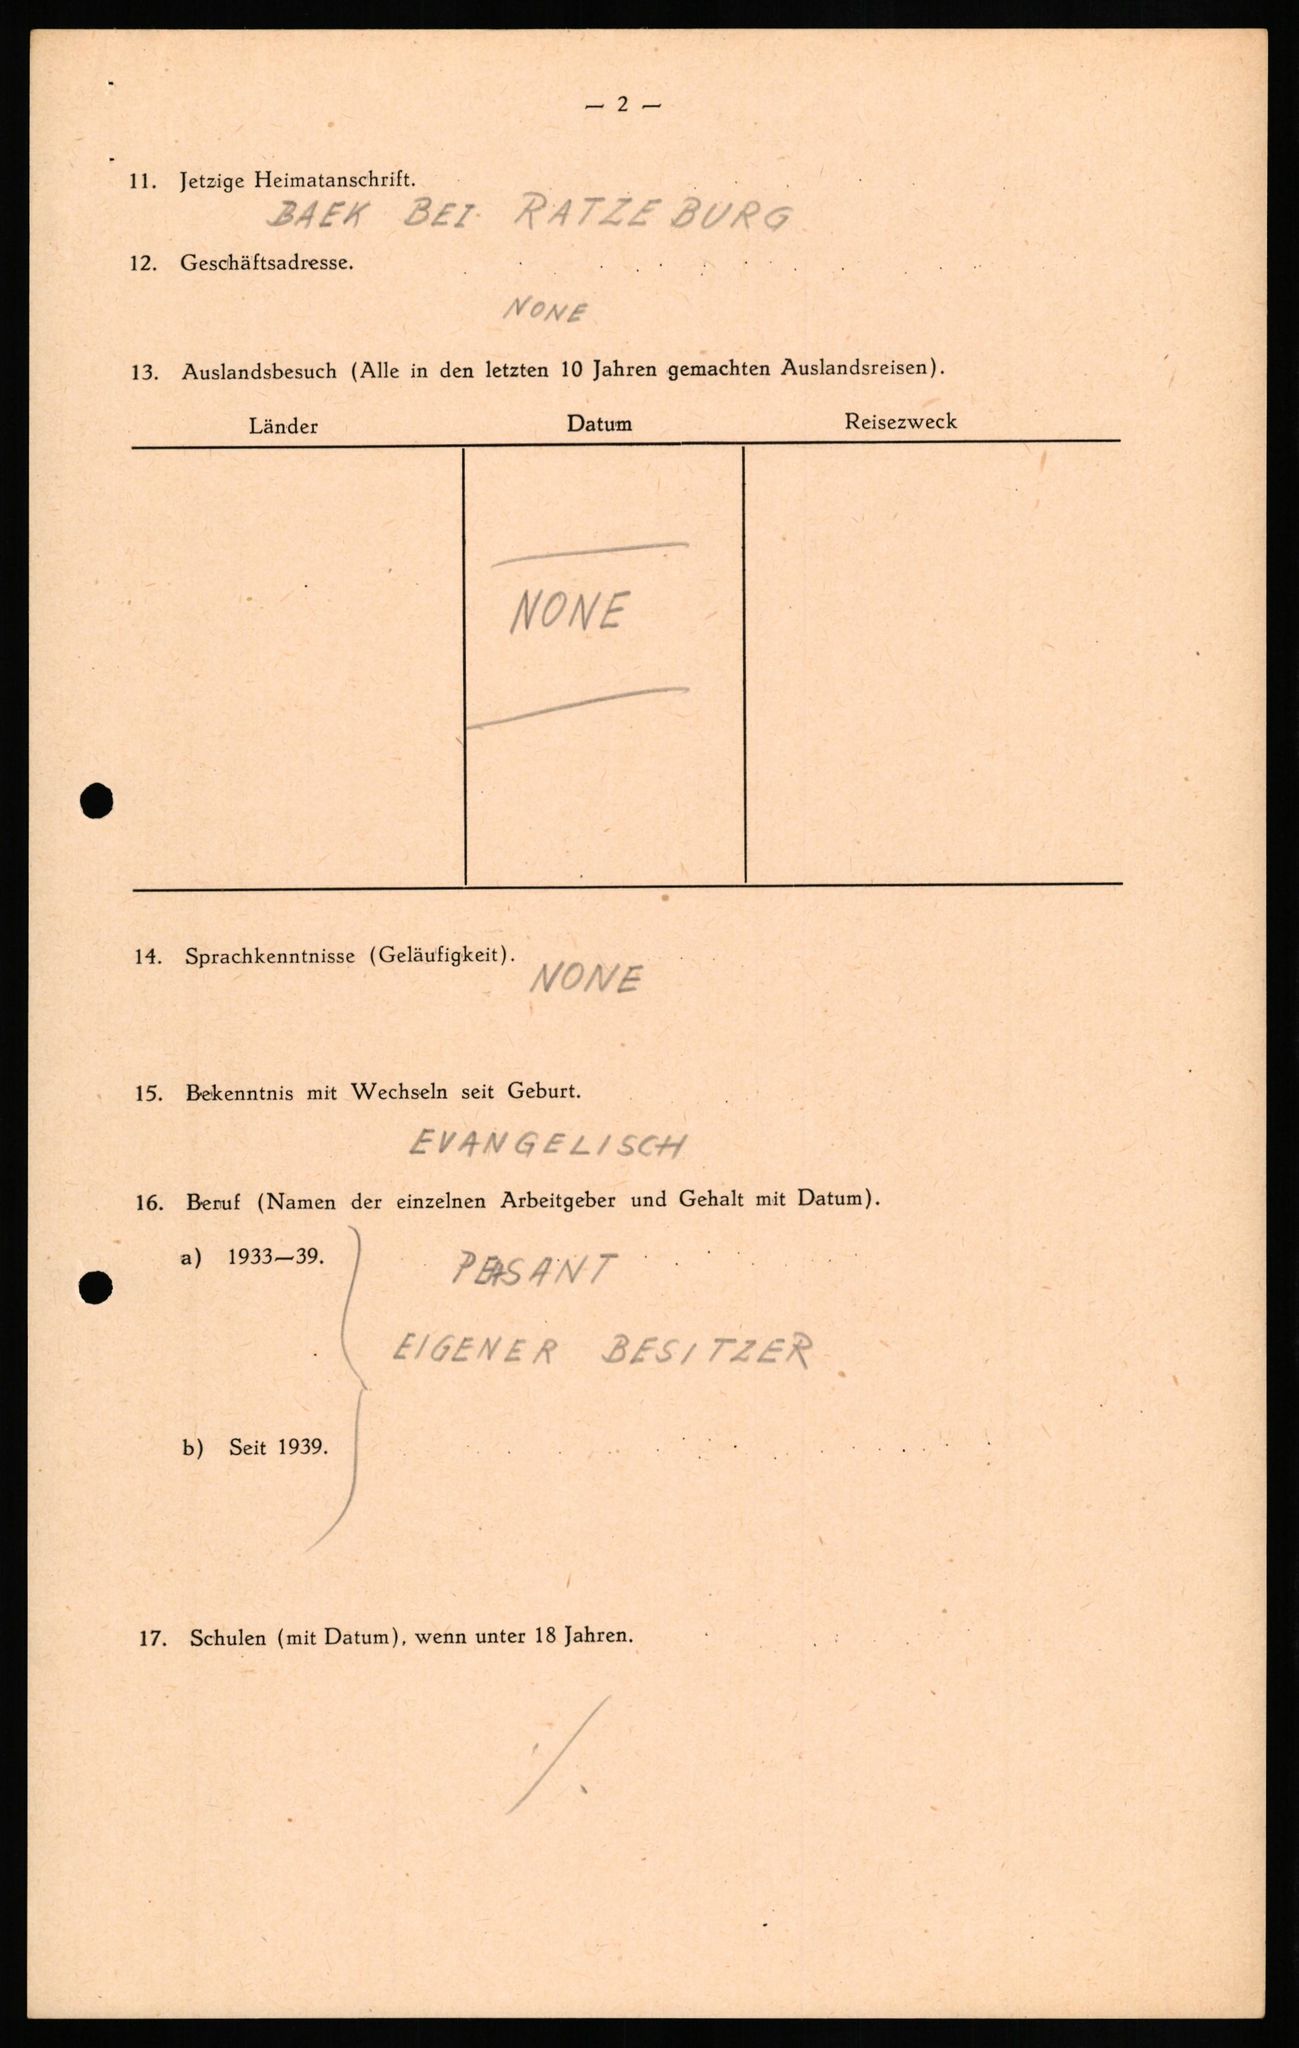 — 2 —
11. Jetzige Heimatanschrift.
BAEK BEI RATZEBURG
12. Geschäftsadresse.
NONE
13. Auslandsbesuch (Alle in den letzten 10 Jahren gemachten Auslandsreisen).
Länder Datum Reisezweck
NONE
14. Sprachkenntnisse (Geläufigkeit).
NONE
15. Bekenntnis mit Wechseln seit Geburt.
EVANGELISCH
16. Beruf (Namen der einzelnen Arbeitgeber und Gehalt mit Datum).
a) 1933—39.
PEASANT
EIGENER BESITZER
b) Seit 1939.
17. Schulen (mit Datum), wenn unter 18 Jahren.
./.